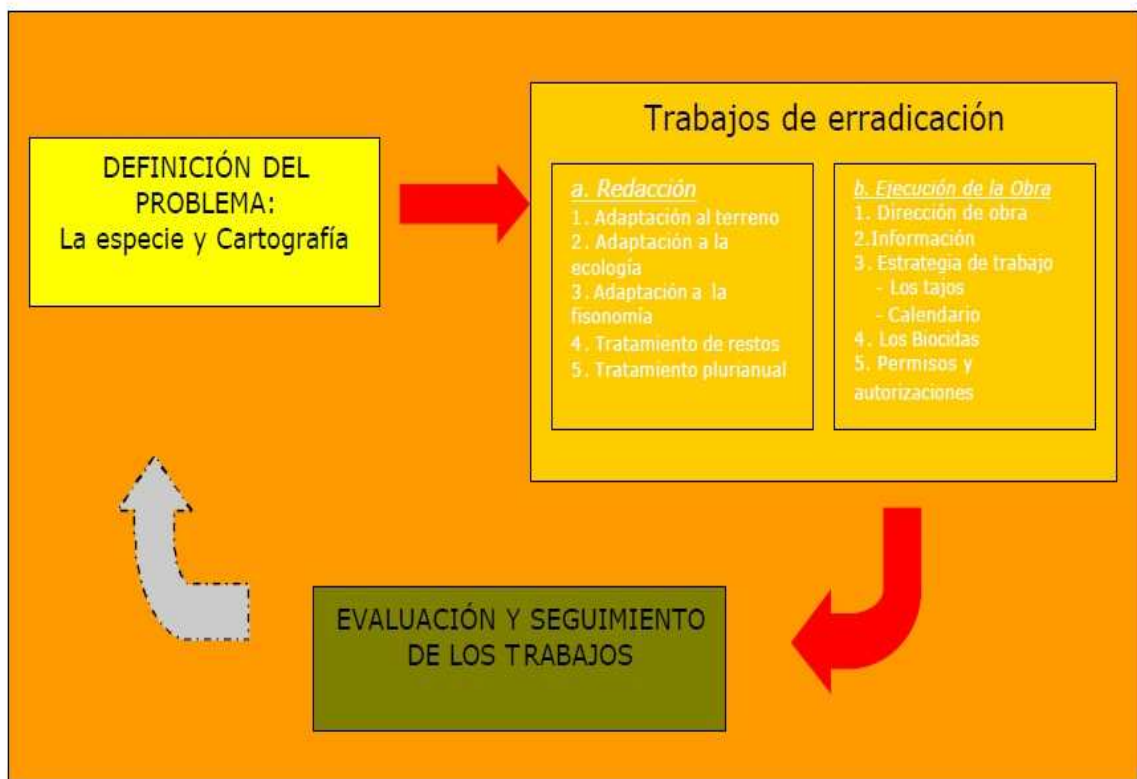 DEFINICIÓN DEL
PROBLEMA:
La especie y Cartografía
Trabajos de erradicación
a. Redacción
1. Adaptación al terreno
2. Adaptación a la
ecología
3. Adaptación a la
fisonomía
4. Tratamiento de restos
5. Tratamiento plurianual
b. Ejecución de la Obra
1. Dirección de obra
2.Información
3. Estrategia de trabajo
- Los tajos
- Calendario
4. Los Biocidas
5. Permisos y
autorizaciones
EVALUACIÓN Y SEGUIMIENTO
DE LOS TRABAJOS